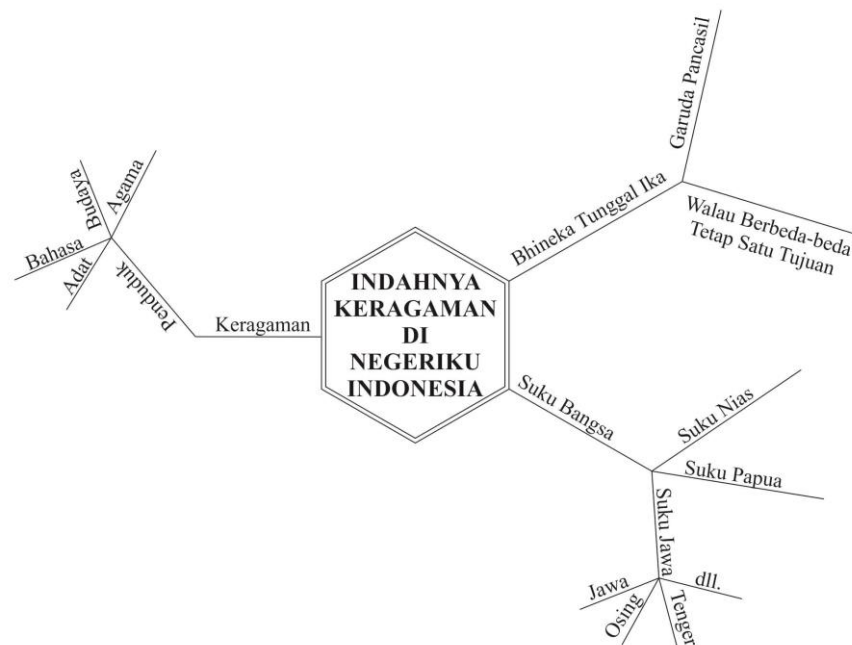 INDAHNYA
KERAGAMAN
DI
NEGERIKU
INDONESIA
Bhineka Tunggal Ika
Garuda Pancasil
Walau Berbeda-beda
Tetap Satu Tujuan
Suku Bangsa
Suku Nias
Suku Papua
Suku Jawa
Jawa
Osing
Tenger
dll.
Keragaman
Penduduk
Agama
Budaya
Bahasa
Adat